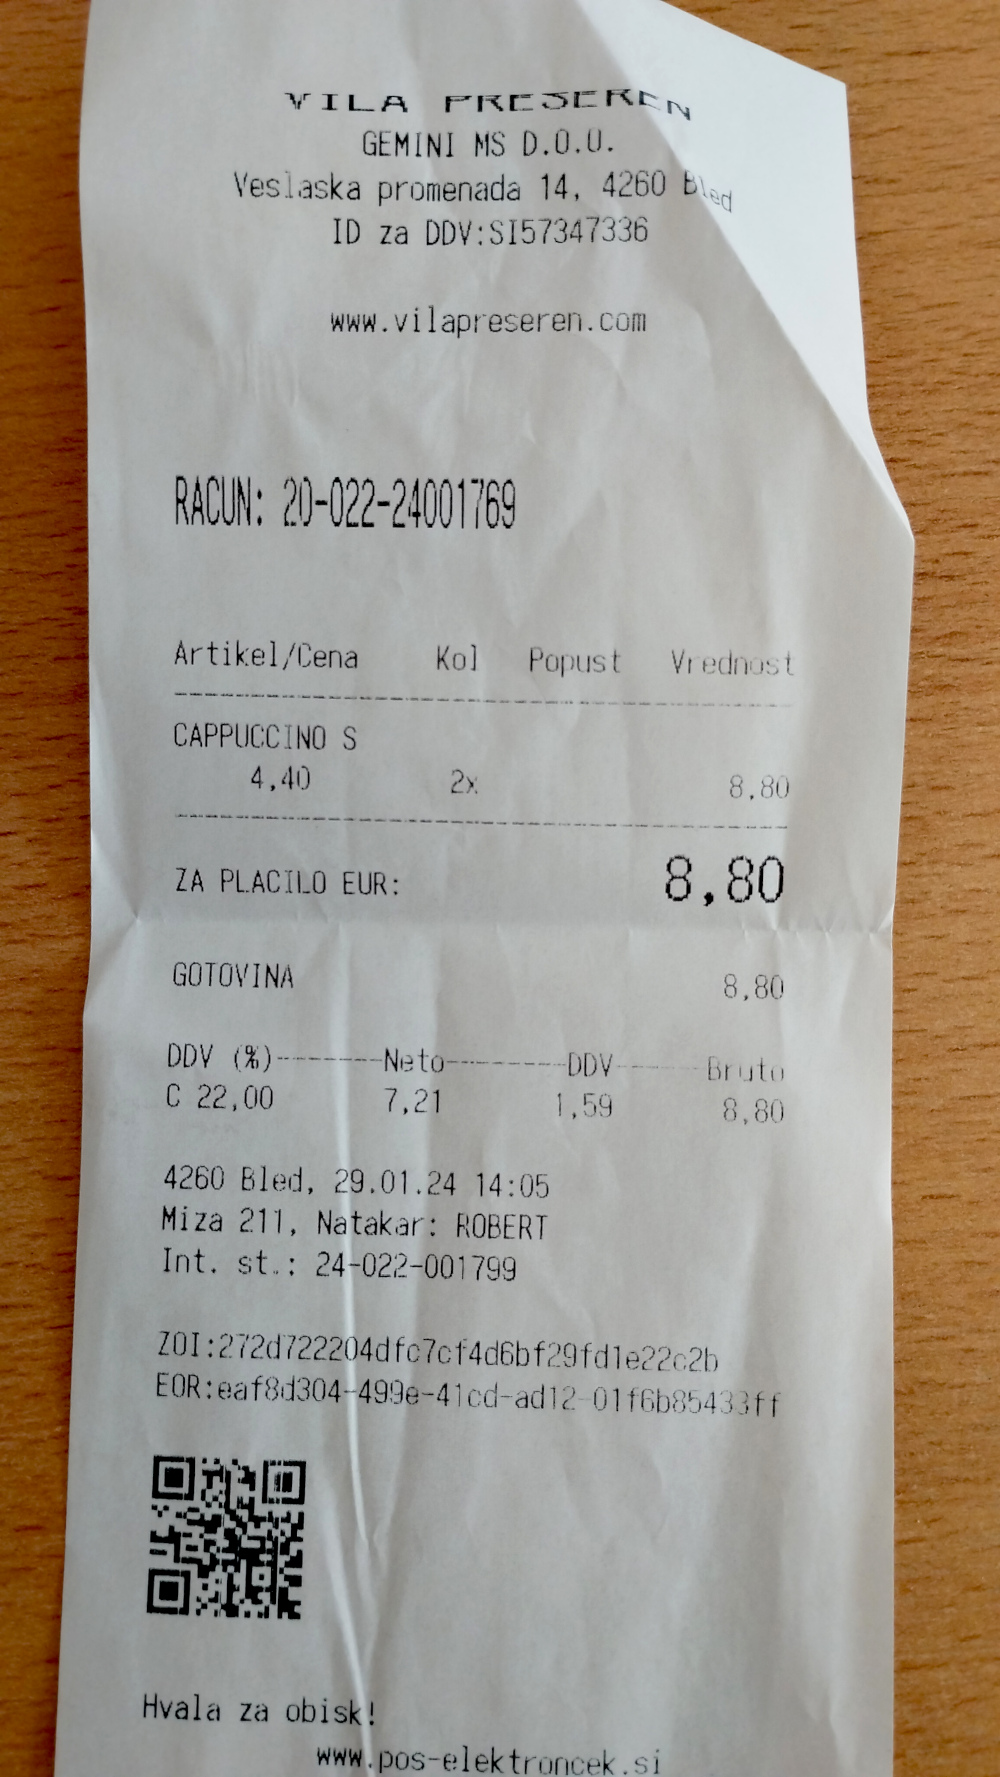 VILA PRESEREN
GEMINI MS D.O.O.
Veslaska promenada 14, 4260 Bled
ID za DDV:SI57347336
www.vilapreseren.com
RACUN: 20-022-24001769
Artikel/Cena Kol Popust Vrednost
CAPPUCCINO S
4,40 2x 8,80
ZA PLACILO EUR: 8,80
GOTOVINA 8,80
DDV (%)--------Neto---------DDV-------Bruto
C 22,00 7,21 1,59 8,80
4260 Bled, 29.01.24 14:05
Miza 211, Natakar: ROBERT
Int. st.: 24-022-001799
ZOI:272d722204dfc7cf4d6bf29fd1e22c2b
EOR:eaf8d304-499e-41cd-ad12-01f6b85433ff
Hvala za obisk!
www.pos-elektroncek.si